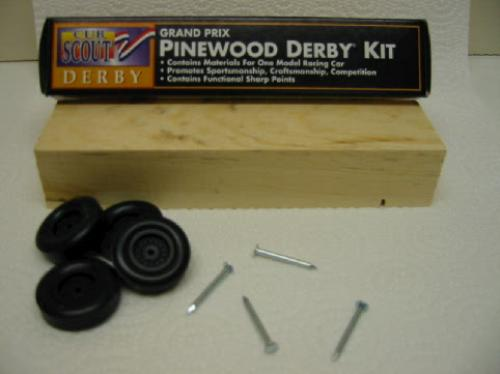 CUB
SCOUT
DERBY
GRAND PRIX
PINEWOOD DERBY KIT
• Contains Materials For One Model Racing Car
• Promotes Sportsmanship, Craftsmanship, Competition
• Contains Functional Sharp Points